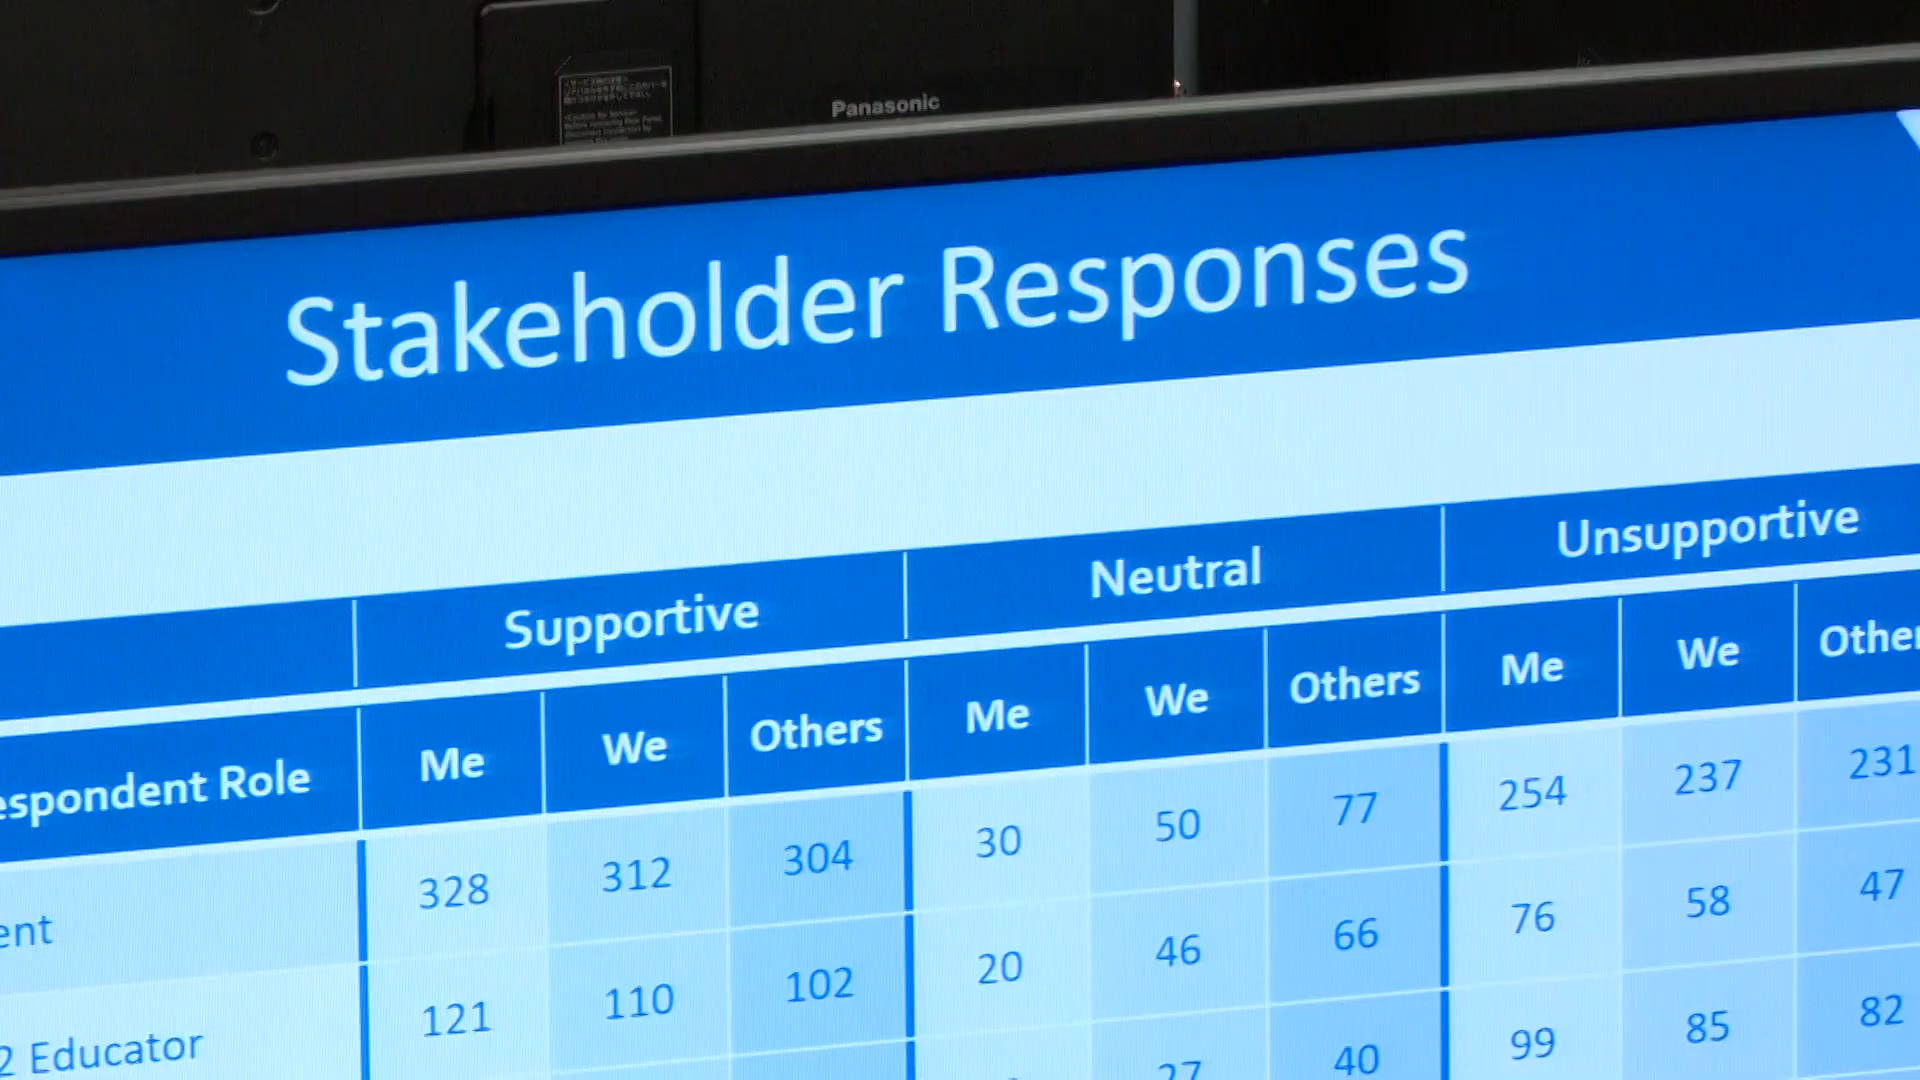 Panasonic
Stakeholder Responses
Supportive Neutral Unsupportive
espondent Role Me We Others Me We Others Me We Other
ent 328 312 304 30 50 77 254 237 231
2 Educator 121 110 102 20 46 66 76 58 47
27 40 99 85 82